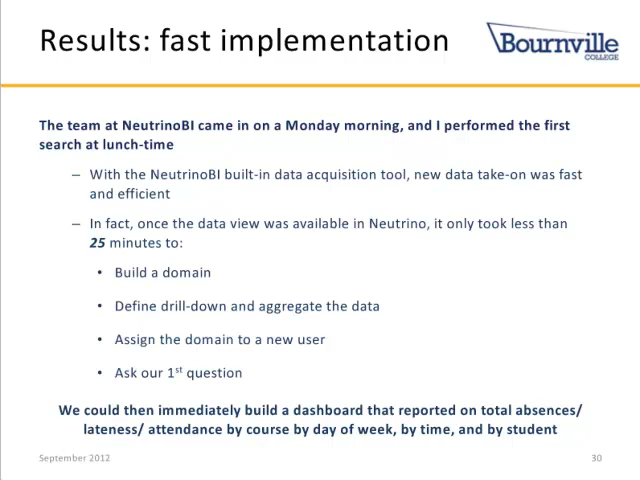 Results: fast implementation
Bournville
COLLEGE
The team at NeutrinoBI came in on a Monday morning, and I performed the first
search at lunch-time
– With the NeutrinoBI built-in data acquisition tool, new data take-on was fast
and efficient
– In fact, once the data view was available in Neutrino, it only took less than
25 minutes to:
• Build a domain
• Define drill-down and aggregate the data
• Assign the domain to a new user
• Ask our 1st question
We could then immediately build a dashboard that reported on total absences/
lateness/ attendance by course by day of week, by time, and by student
September 2012
30